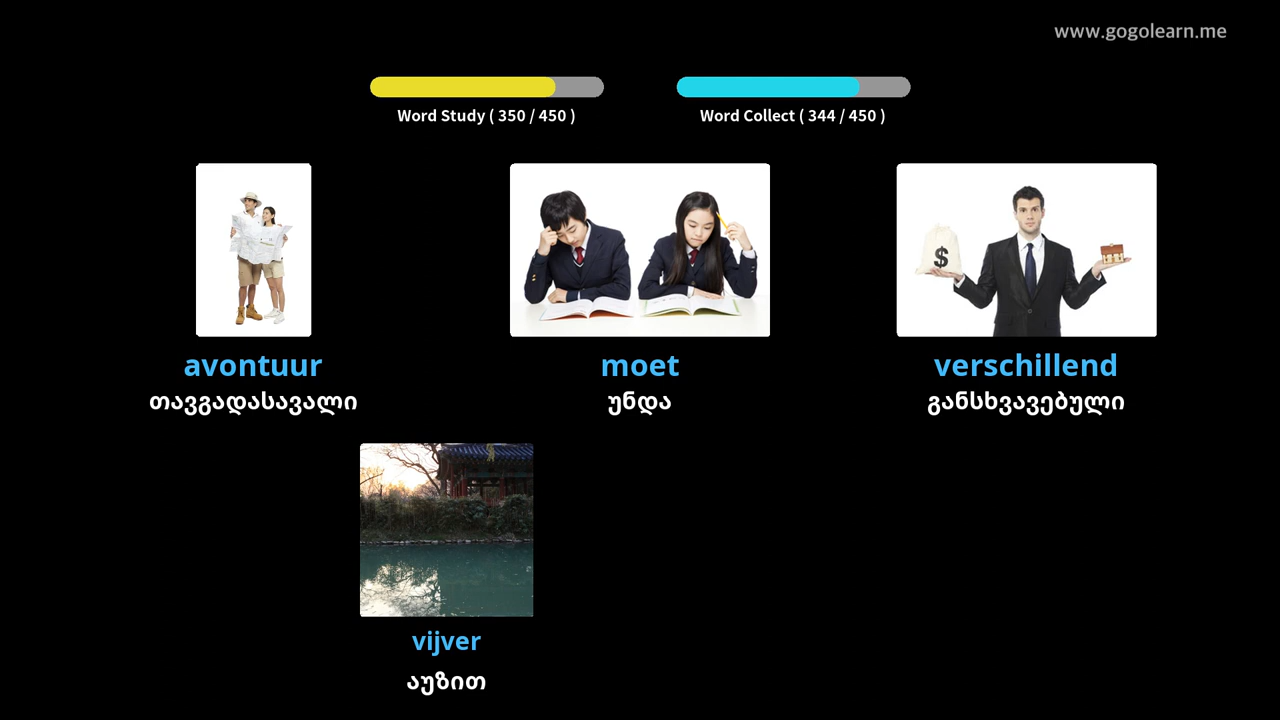 www.gogolearn.me
Word Study ( 350 / 450 )
Word Collect ( 344 / 450 )
$
avontuur
moet
verschillend
თავგადასავალი
უნდა
განსხვავებული
vijver
აუზით